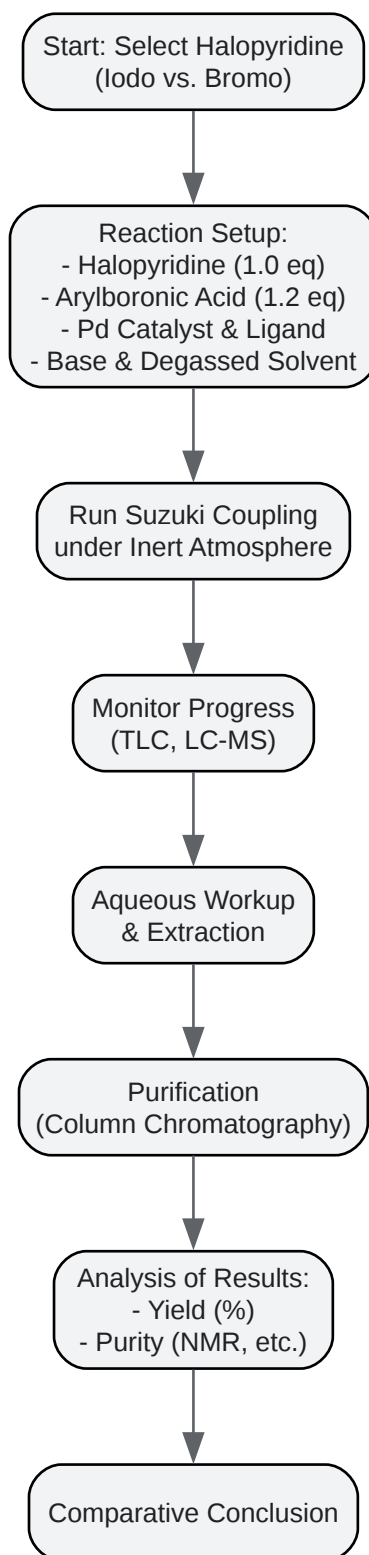 Start: Select Halopyridine
(Iodo vs. Bromo)
Reaction Setup:
- Halopyridine (1.0 eq)
- Arylboronic Acid (1.2 eq)
- Pd Catalyst & Ligand
- Base & Degassed Solvent
Run Suzuki Coupling
under Inert Atmosphere
Monitor Progress
(TLC, LC-MS)
Aqueous Workup
& Extraction
Purification
(Column Chromatography)
Analysis of Results:
- Yield (%)
- Purity (NMR, etc.)
Comparative Conclusion